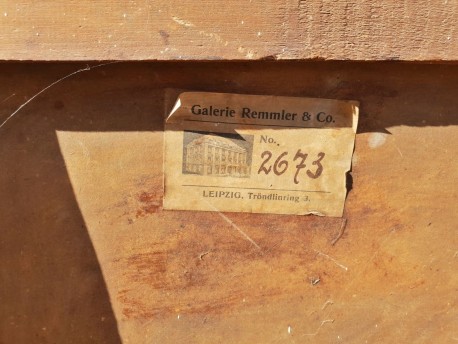 Galerie Remmler & Co.
No.
2673
LEIPZIG, Tröndlinring 3.